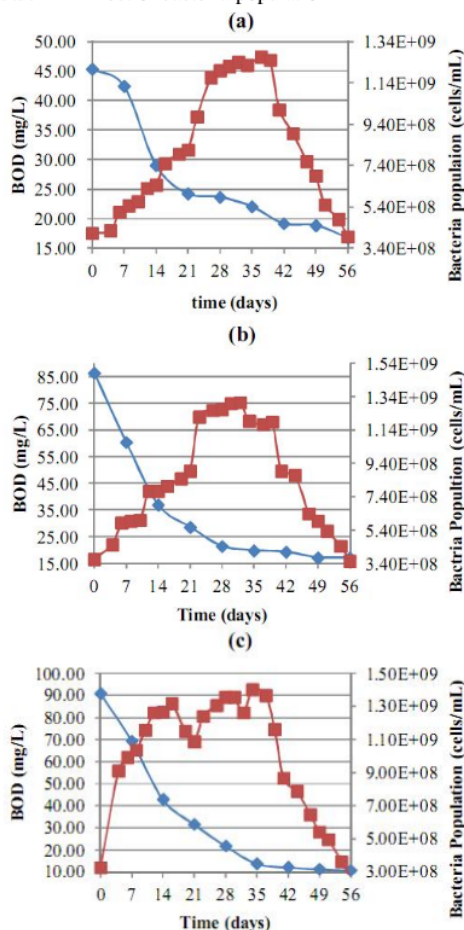 (a)
50.00
45.00
40.00
35.00
30.00
25.00
20.00
15.00
BOD (mg/L)
1.34E+09
1.14E+09
9.40E+08
7.40E+08
5.40E+08
3.40E+08
Bacteria population (cells/mL)
0 7 14 21 28 35 42 49 56
time (days)
(b)
85.00
75.00
65.00
55.00
45.00
35.00
25.00
15.00
BOD (mg/L)
1.54E+09
1.34E+09
1.14E+09
9.40E+08
7.40E+08
5.40E+08
3.40E+08
Bactria Population (cells/mL)
0 7 14 21 28 35 42 49 56
Time (days)
(c)
100.00
90.00
80.00
70.00
60.00
50.00
40.00
30.00
20.00
10.00
BOD (mg/L)
1.50E+09
1.30E+09
1.10E+09
9.00E+08
7.00E+08
5.00E+08
3.00E+08
Bacteria Population (cells/mL)
0 7 14 21 28 35 42 49 56
Time (days)